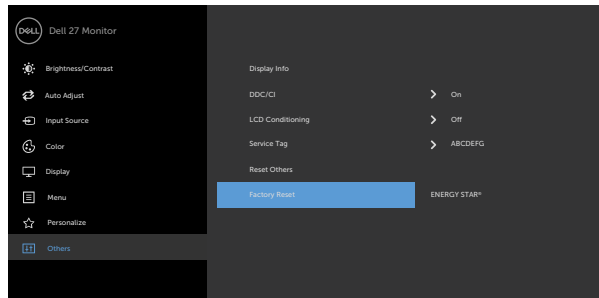 DELL Dell 27 Monitor
Brightness/Contrast
Auto Adjust
Input Source
Color
Display
Menu
Personalize
Others
Display Info
DDC/CI On
LCD Conditioning Off
Service Tag ABCDEFG
Reset Others
Factory Reset ENERGY STAR®